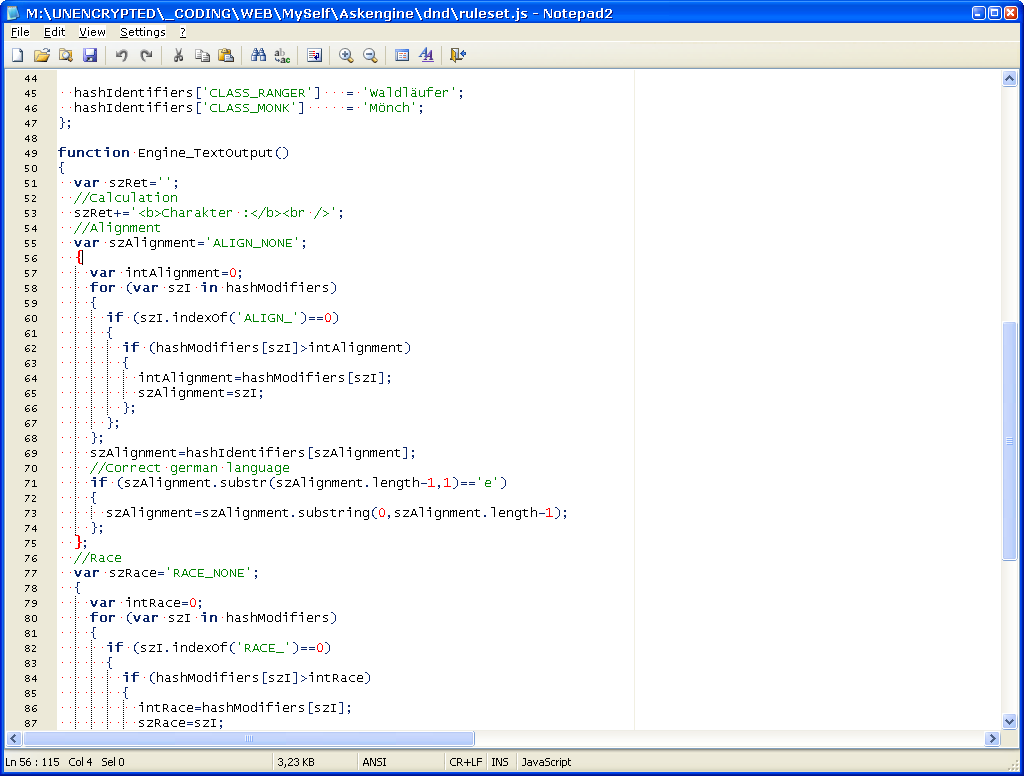 M:\UNENCRYPTED\_CODING\WEB\MySelf\Askengine\dnd\ruleset.js - Notepad2
File Edit View Settings ?
44
45   hashIdentifiers['CLASS_RANGER']   = 'Waldläufer';
46   hashIdentifiers['CLASS_MONK']     = 'Mönch';
47 };
48
49 function Engine_TextOutput()
50 {
51   var szRet='';
52   //Calculation
53   szRet+='<b>Charakter :</b><br />';
54   //Alignment
55   var szAlignment='ALIGN_NONE';
56   {
57     var intAlignment=0;
58     for (var szI in hashModifiers)
59     {
60       if (szI.indexOf('ALIGN_')==0)
61       {
62         if (hashModifiers[szI]>intAlignment)
63         {
64           intAlignment=hashModifiers[szI];
65           szAlignment=szI;
66         };
67       };
68     };
69     szAlignment=hashIdentifiers[szAlignment];
70     //Correct german language
71     if (szAlignment.substr(szAlignment.length-1,1)=='e')
72     {
73       szAlignment=szAlignment.substring(0,szAlignment.length-1);
74     };
75   };
76   //Race
77   var szRace='RACE_NONE';
78   {
79     var intRace=0;
80     for (var szI in hashModifiers)
81     {
82       if (szI.indexOf('RACE_')==0)
83       {
84         if (hashModifiers[szI]>intRace)
85         {
86           intRace=hashModifiers[szI];
87           szRace=szI;
Ln 56 : 115 Col 4 Sel 0 3,23 KB ANSI CR+LF INS JavaScript